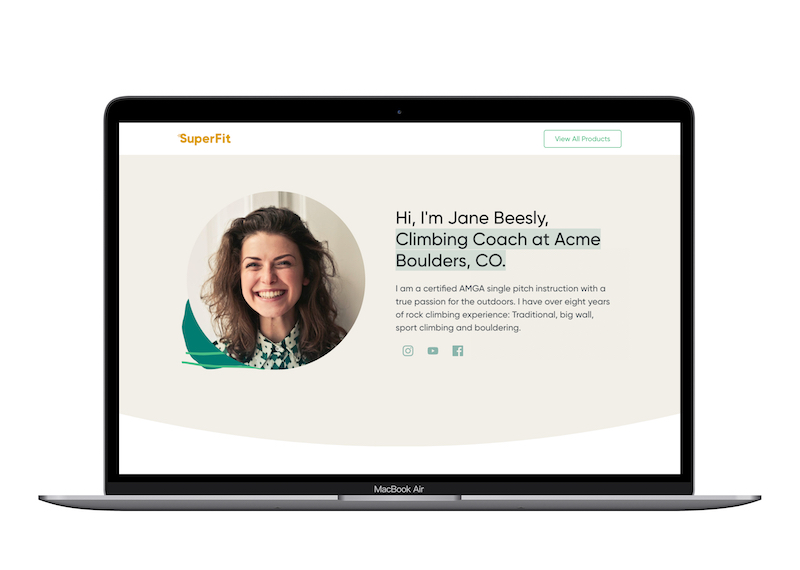 SuperFit
View All Products
Hi, I'm Jane Beesly,
Climbing Coach at Acme
Boulders, CO.
I am a certified AMGA single pitch instruction with a
true passion for the outdoors. I have over eight years
of rock climbing experience: Traditional, big wall,
sport climbing and bouldering.
MacBook Air